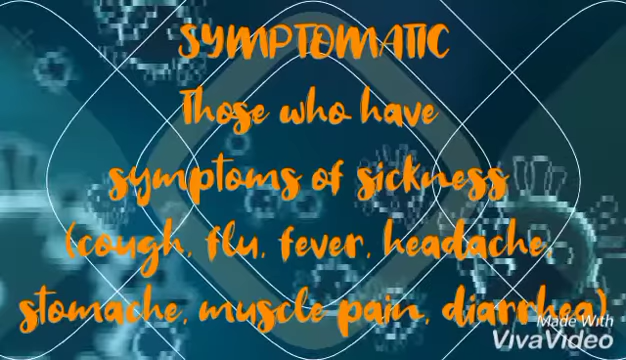 SYMPTOMATIC
Those who have
symptoms of sickness
(cough, flu, fever, headache,
stomache, muscle pain, diarrhea)
Made With
VivaVideo